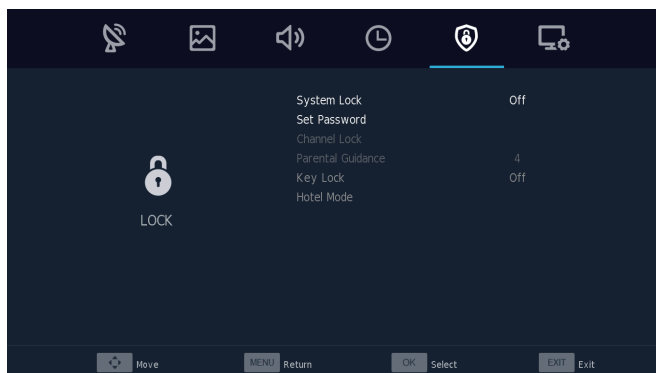 System Lock Off
Set Password
Channel Lock
Parental Guidance 4
Key Lock Off
Hotel Mode
LOCK
Move MENU Return OK Select EXIT Exit